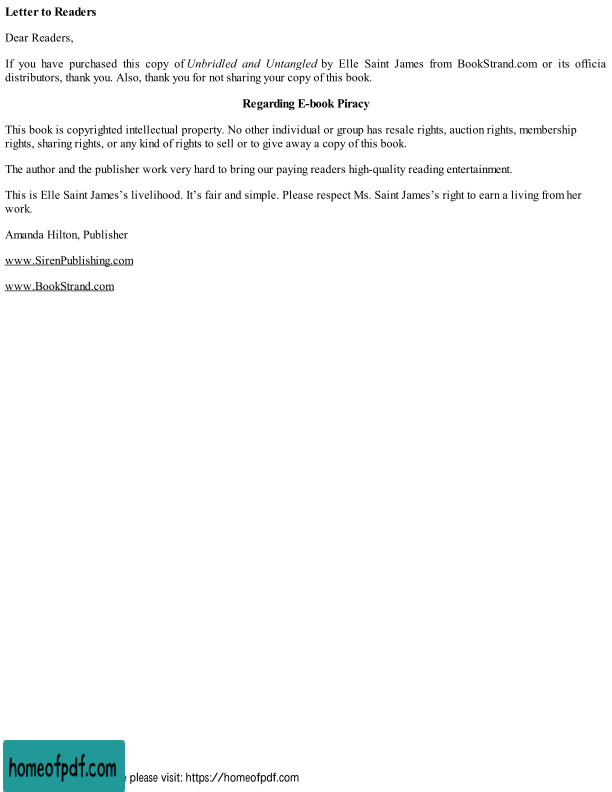 Letter to Readers
Dear Readers,
If you have purchased this copy of Unbridled and Untangled by Elle Saint James from BookStrand.com or its officia
distributors, thank you. Also, thank you for not sharing your copy of this book.
Regarding E-book Piracy
This book is copyrighted intellectual property. No other individual or group has resale rights, auction rights, membership
rights, sharing rights, or any kind of rights to sell or to give away a copy of this book.
The author and the publisher work very hard to bring our paying readers high-quality reading entertainment.
This is Elle Saint James’s livelihood. It’s fair and simple. Please respect Ms. Saint James’s right to earn a living from her
work.
Amanda Hilton, Publisher
www.SirenPublishing.com
www.BookStrand.com
homeofpdf.com
please visit: https://homeofpdf.com